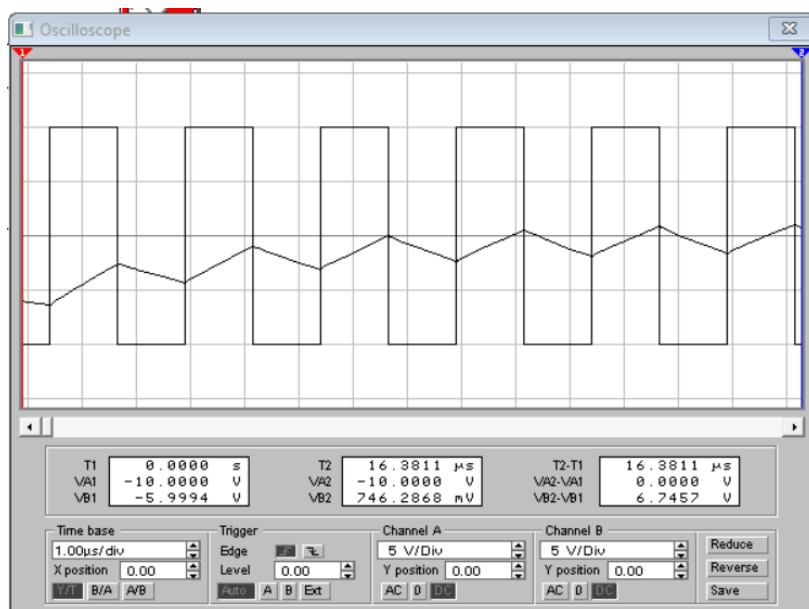 Oscilloscope
1
2
T1 0.0000 s
VA1 -10.0000 V
VB1 -5.9994 V
T2 16.3811 µs
VA2 -10.0000 V
VB2 746.2868 mV
T2-T1 16.3811 µs
VA2-VA1 0.0000 V
VB2-VB1 6.7457 V
Time base
1.00µs/div
X position 0.00
Y/T B/A A/B
Trigger
Edge
Level 0.00
Auto A B Ext
Channel A
5 V/Div
Y position 0.00
AC 0 DC
Channel B
5 V/Div
Y position 0.00
AC 0 DC
Reduce
Reverse
Save